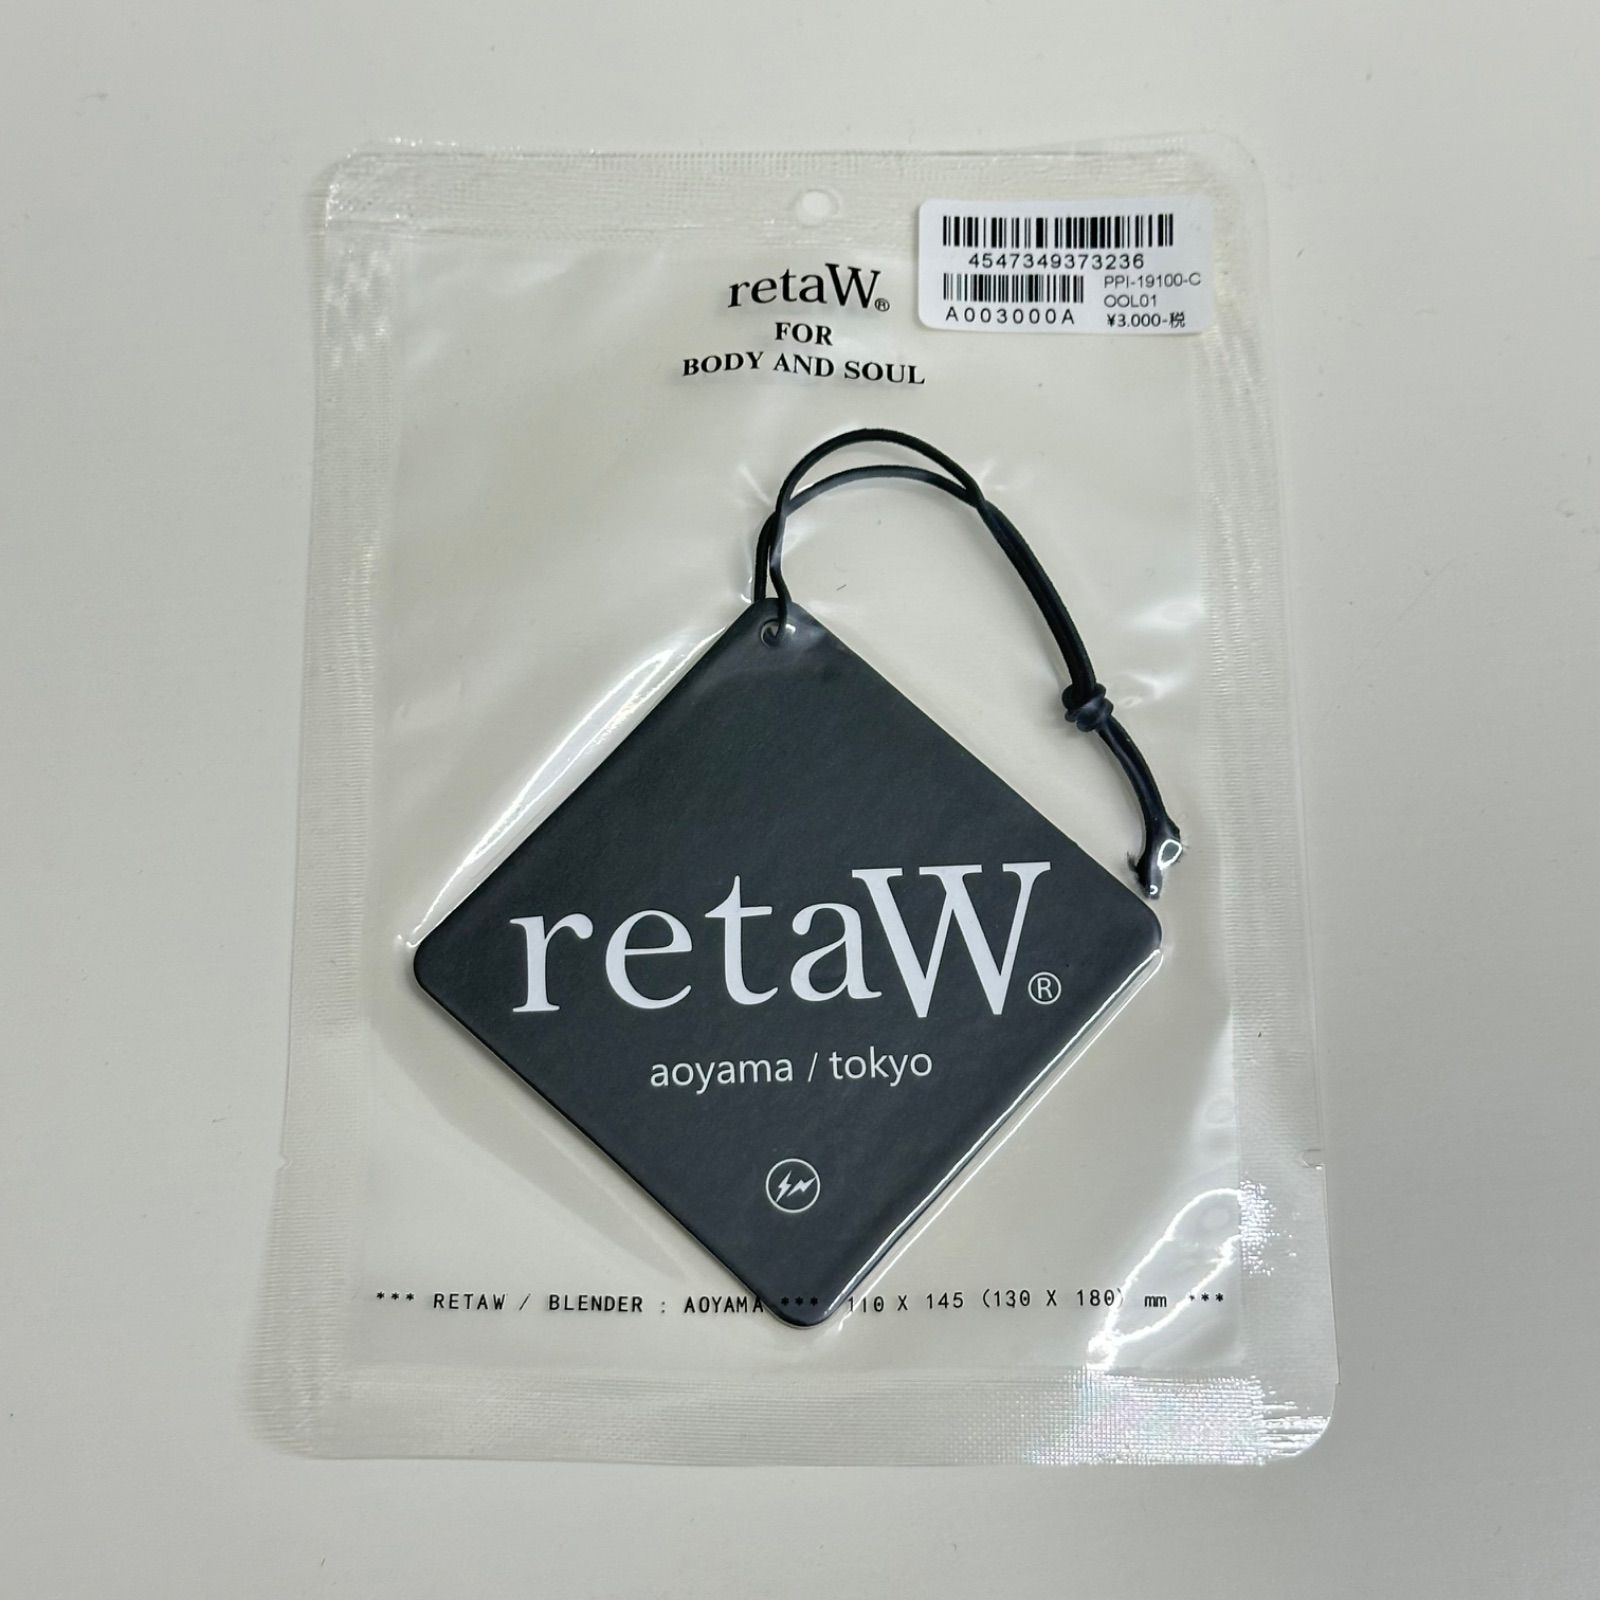 4547349373236
PPI-19100-C
OOL01
A003000A
¥3.000-税
retaW®
FOR
BODY AND SOUL
retaW®
aoyama / tokyo
*** RETAW / BLENDER : AOYAMA *** 110 X 145 (130 X 180) mm ***